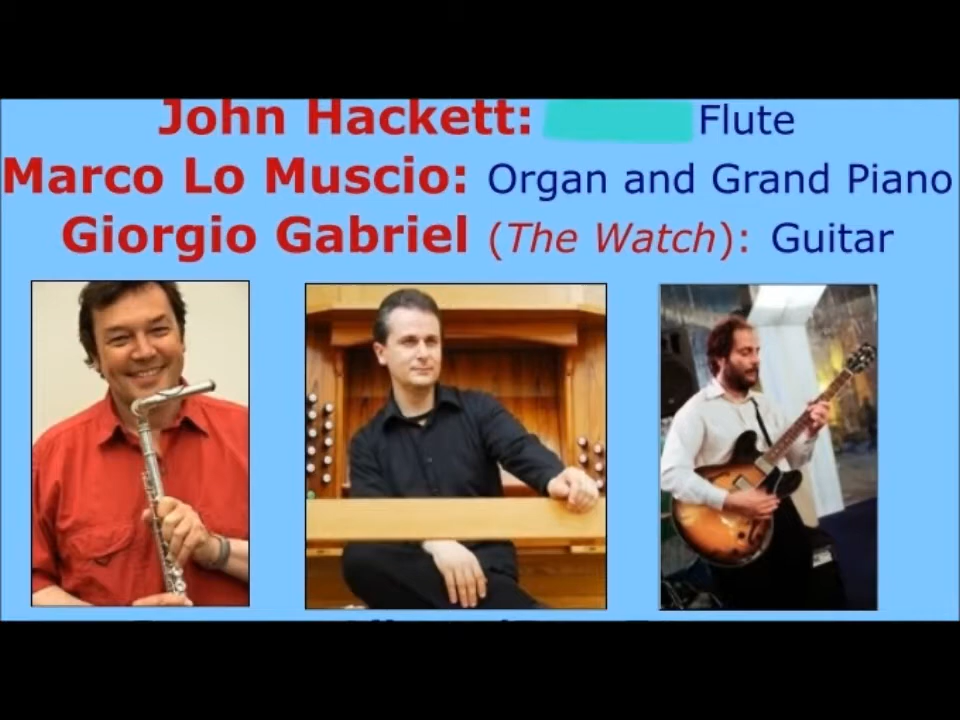 John Hackett: Flute
Marco Lo Muscio: Organ and Grand Piano
Giorgio Gabriel (The Watch): Guitar